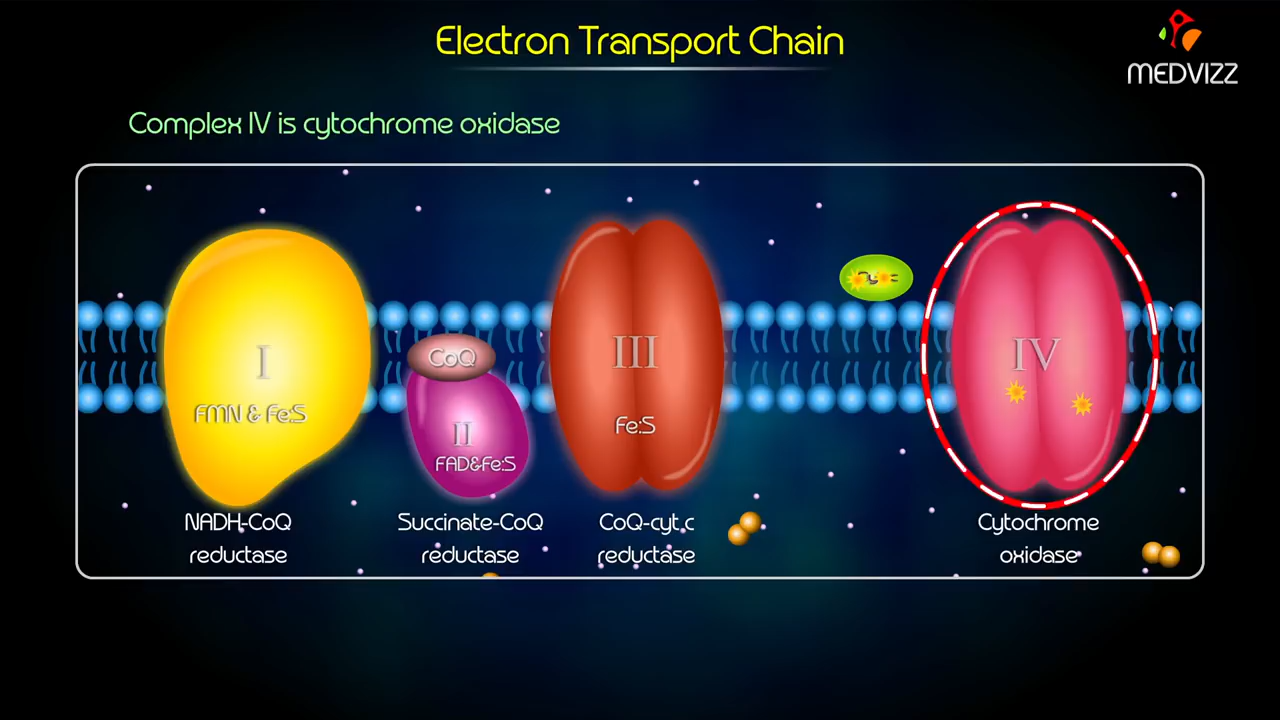 Electron Transport Chain
MEDVIZZ
Complex IV is cytochrome oxidase
I
FMN & Fe:S
CoQ
II
FAD&Fe:S
III
Fe:S
IV
NADH-CoQ
reductase
Succinate-CoQ
reductase
CoQ-cyt.c
reductase
Cytochrome
oxidase